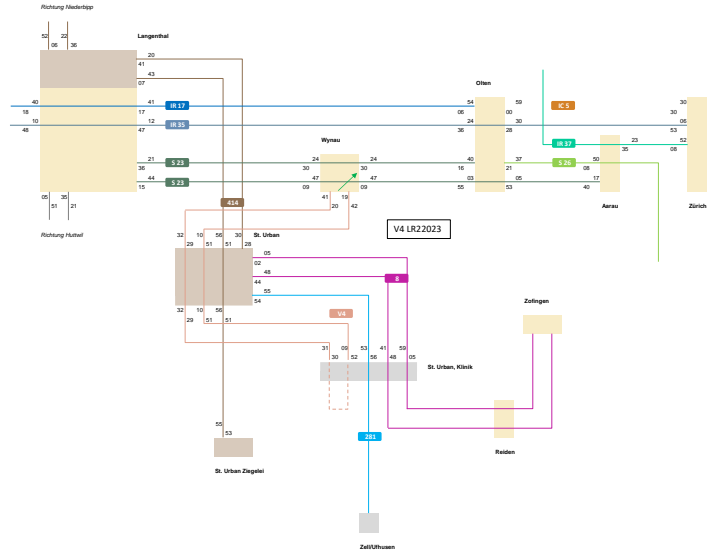 Richtung Niederbipp
52 22
06 36
Langenthal
20
41
43
07
Olten
40 41 IR 17 54 59 IC 5 30
18 17 06 00 30
10 12 IR 35 24 30 06
48 47 36 28 53
IR 37 23 52
35 08
Wynau
21 S 23 24 24 40 37 S 26 50
36 30 30 16 21 08
44 S 23 47 47 03 05 17
15 09 09 55 53 40
Aarau
Zürich
05 35
51 21
41 19
20 42
414
Richtung Huttwil
32 10 56 30
29 51 51 28
St. Urban
V4 LR22023
05
02
48
44
8
55
54
32 10 56
29 51 51
V4
Zofingen
31 09 53 41 59
30 52 56 48 05
St. Urban, Klinik
55
53
281
Reiden
St. Urban Ziegelei
Zell/Ufhusen